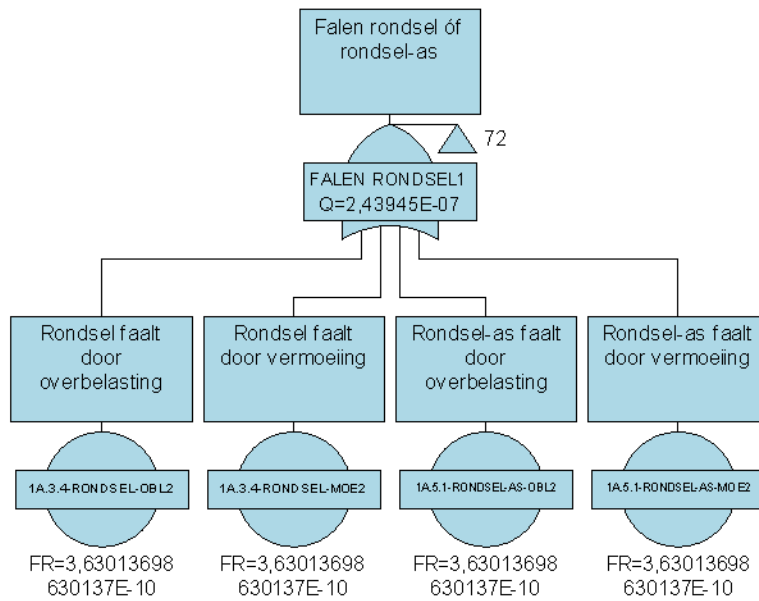 Falen rondsel óf
rondsel-as
72
FALEN RONDSEL1
Q=2,43945E-07
Rondsel faalt
door
overbelasting
Rondsel faalt
door vermoeiing
Rondsel-as faalt
door
overbelasting
Rondsel-as faalt
door vermoeiing
1A.3.4-RONDSEL-OBL2
1A.3.4-RONDSEL-MOE2
1A.5.1-RONDSEL-AS-OBL2
1A.5.1-RONDSEL-AS-MOE2
FR=3,63013698
630137E-10
FR=3,63013698
630137E-10
FR=3,63013698
630137E-10
FR=3,63013698
630137E-10